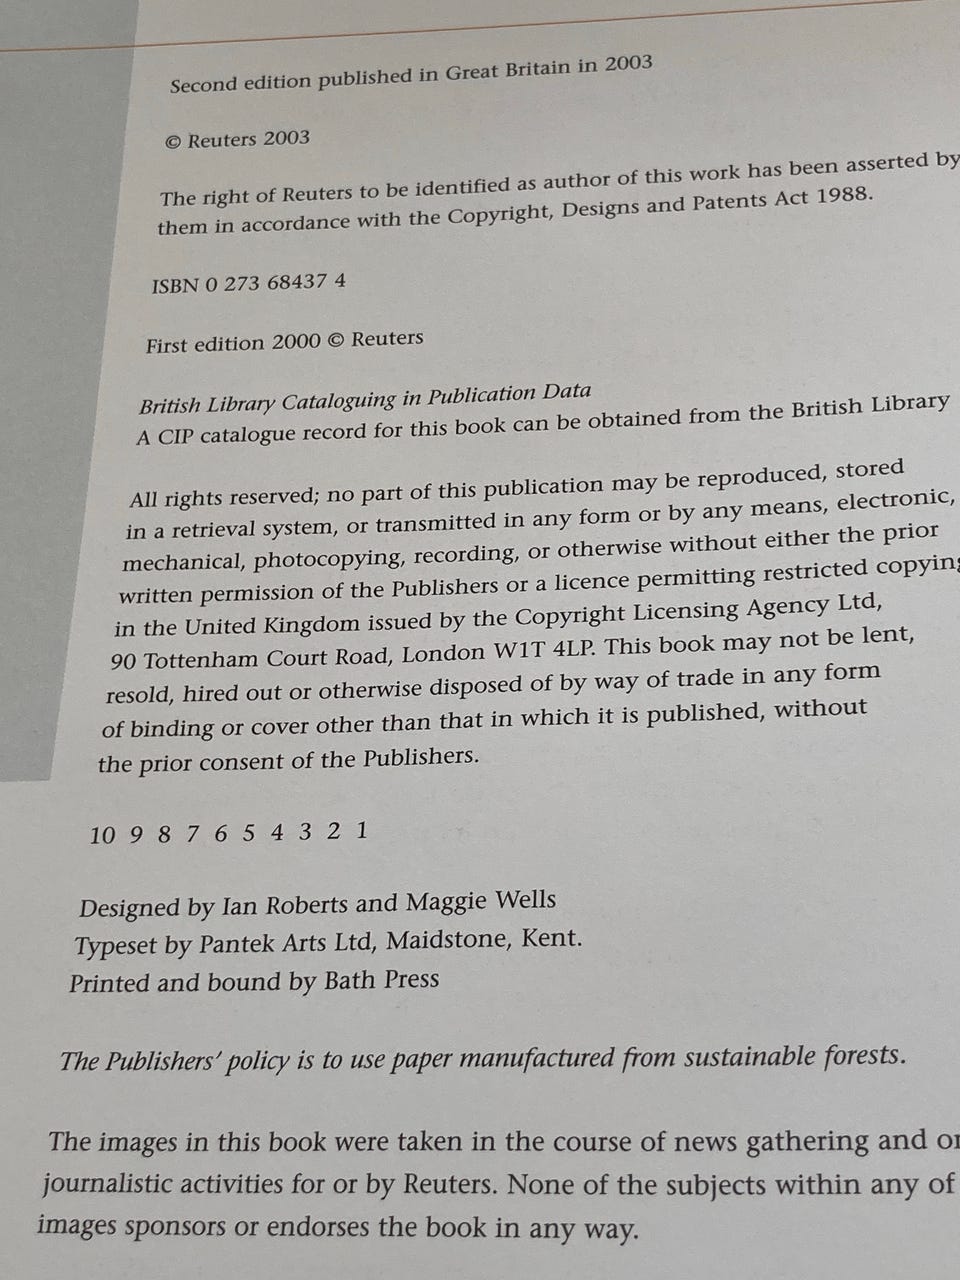 Second edition published in Great Britain in 2003
© Reuters 2003
The right of Reuters to be identified as author of this work has been asserted by
them in accordance with the Copyright, Designs and Patents Act 1988.
ISBN 0 273 68437 4
First edition 2000 © Reuters
British Library Cataloguing in Publication Data
A CIP catalogue record for this book can be obtained from the British Library
All rights reserved; no part of this publication may be reproduced, stored
in a retrieval system, or transmitted in any form or by any means, electronic,
mechanical, photocopying, recording, or otherwise without either the prior
written permission of the Publishers or a licence permitting restricted copying
in the United Kingdom issued by the Copyright Licensing Agency Ltd,
90 Tottenham Court Road, London W1T 4LP. This book may not be lent,
resold, hired out or otherwise disposed of by way of trade in any form
of binding or cover other than that in which it is published, without
the prior consent of the Publishers.
10 9 8 7 6 5 4 3 2 1
Designed by Ian Roberts and Maggie Wells
Typeset by Pantek Arts Ltd, Maidstone, Kent.
Printed and bound by Bath Press
The Publishers' policy is to use paper manufactured from sustainable forests.
The images in this book were taken in the course of news gathering and
journalistic activities for or by Reuters. None of the subjects within any of
images sponsors or endorses the book in any way.